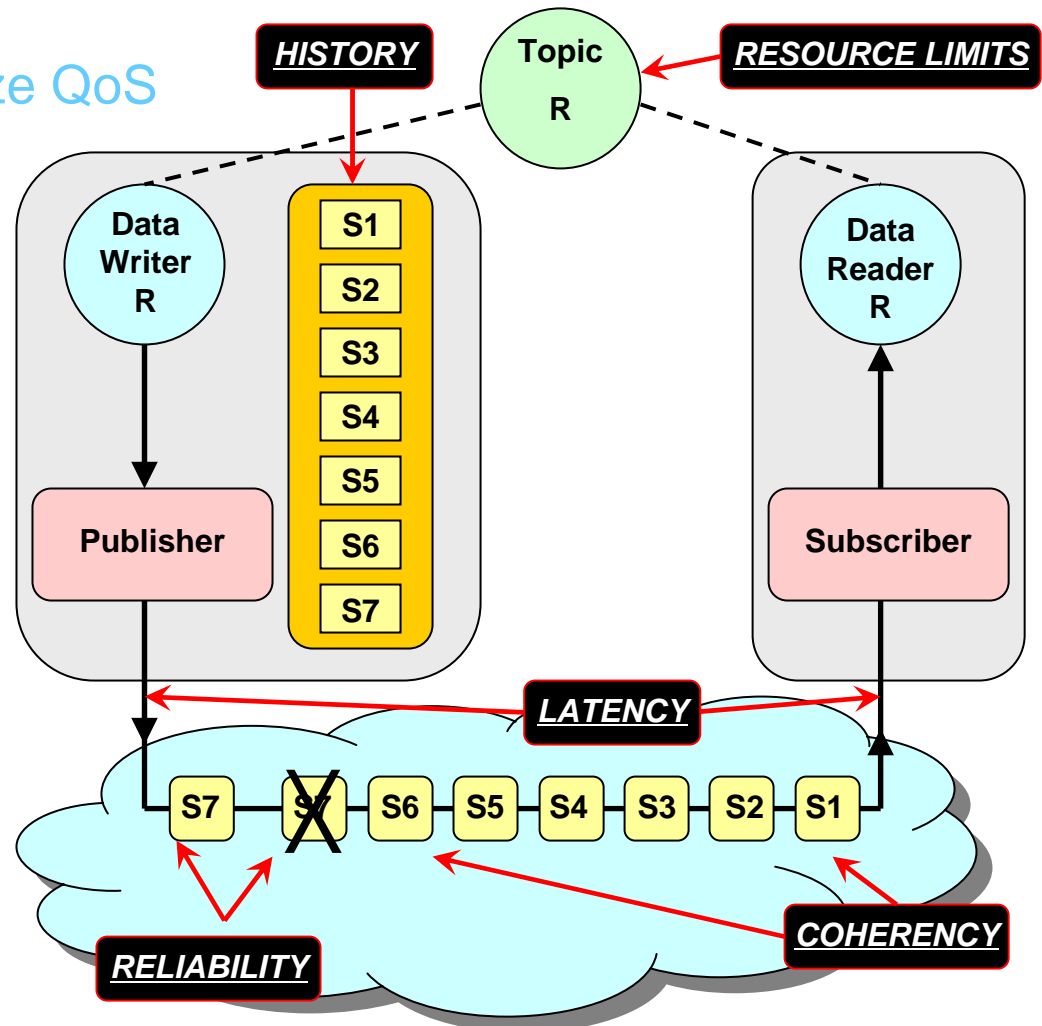 ze QoS
HISTORY
Topic
R
RESOURCE LIMITS
Data
Writer
R
S1
S2
S3
S4
S5
S6
S7
Data
Reader
R
Publisher
Subscriber
LATENCY
S7
S7
S6
S5
S4
S3
S2
S1
RELIABILITY
COHERENCY